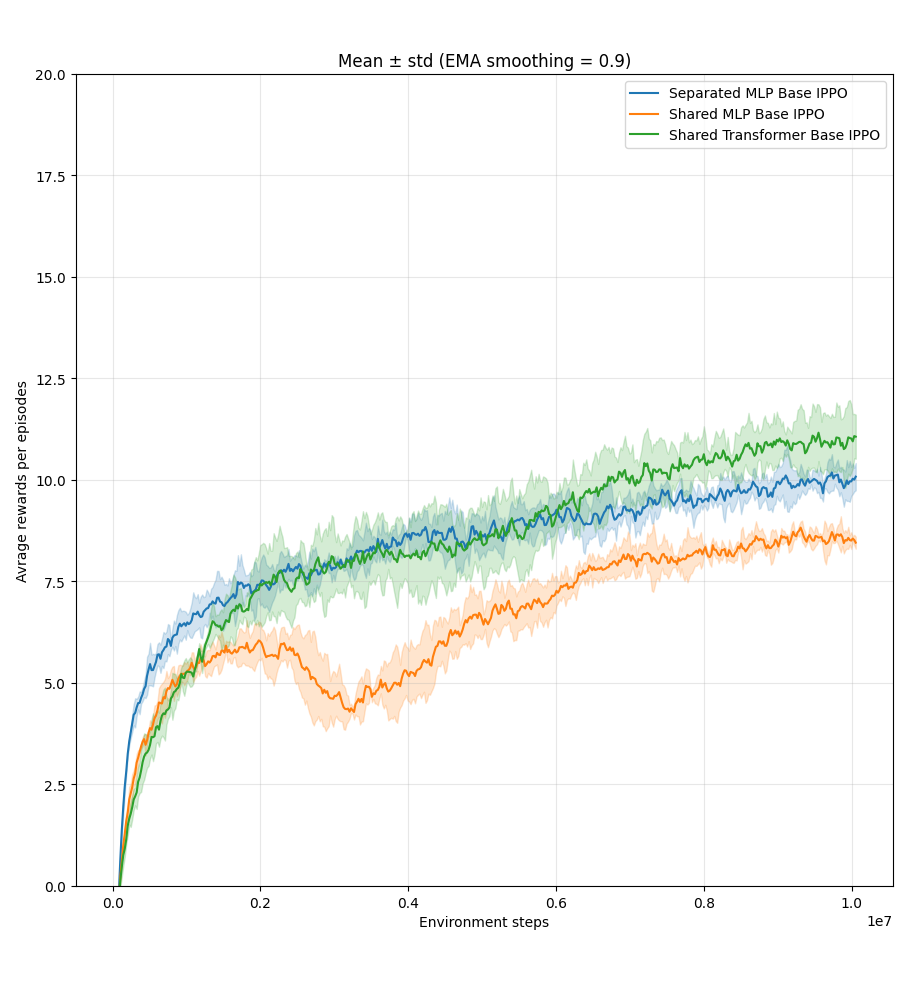 Mean ± std (EMA smoothing = 0.9)
Separated MLP Base IPPO
Shared MLP Base IPPO
Shared Transformer Base IPPO
Avrage rewards per episodes
20.0
17.5
15.0
12.5
10.0
7.5
5.0
2.5
0.0
0.0 0.2 0.4 0.6 0.8 1.0
1e7
Environment steps